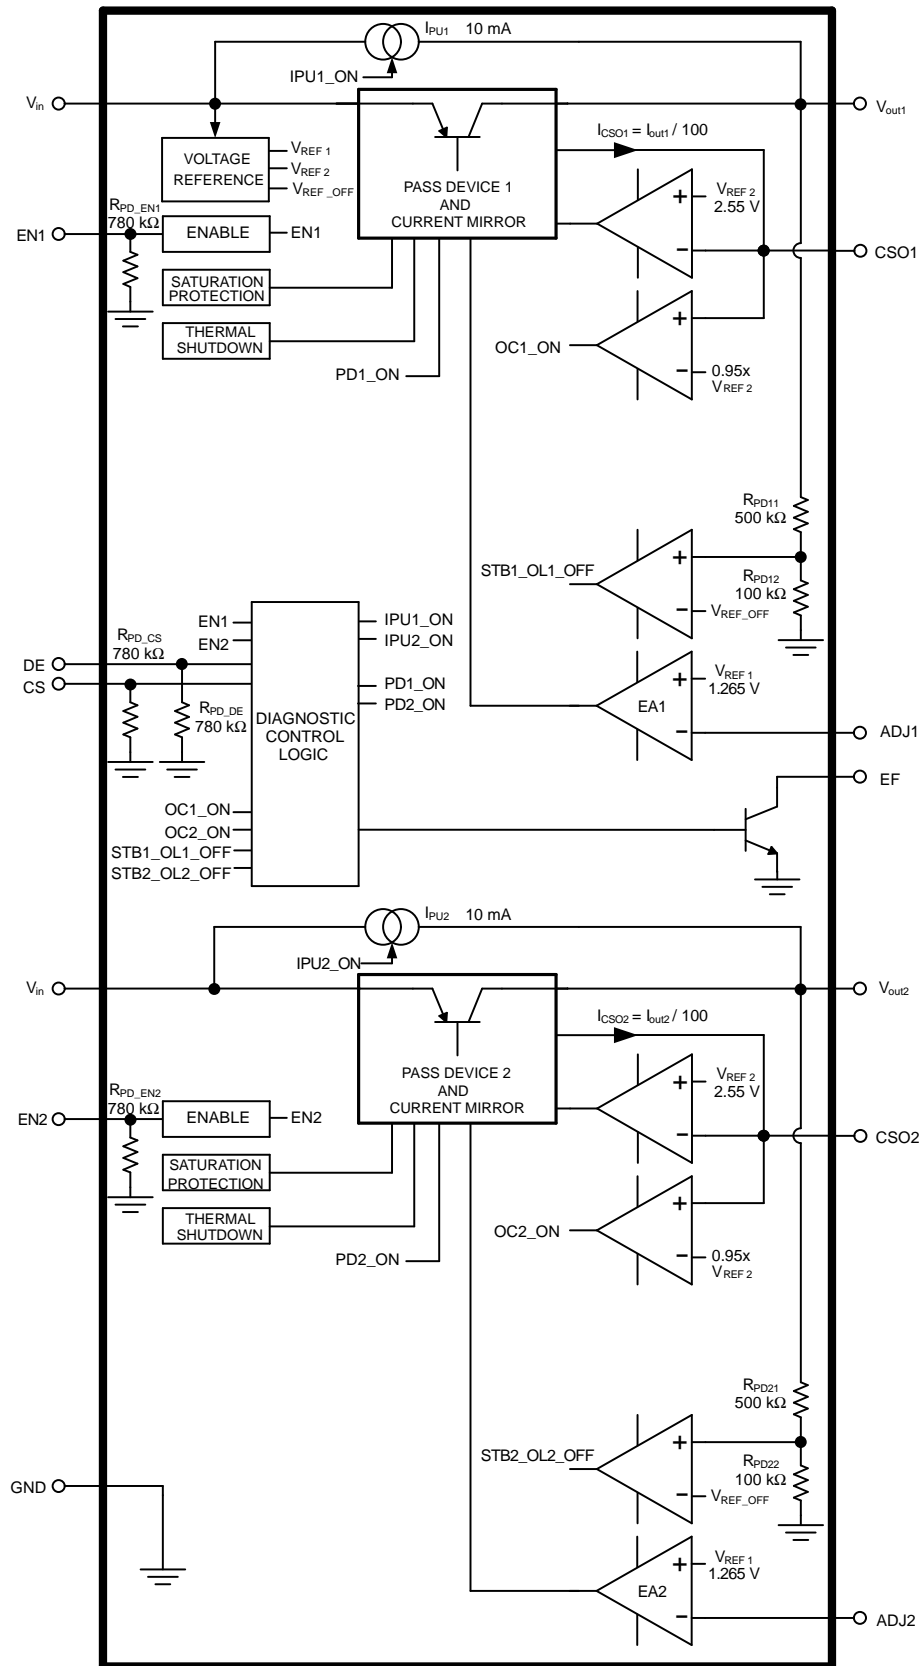 I PU1 10 mA
IPU1_ON
Vin
Vout1
ICSO1 = Iout1 / 100
VOLTAGE
REFERENCE
VREF 1
VREF 2
VREF_OFF
PASS DEVICE 1
AND
CURRENT MIRROR
VREF 2
2.55 V
RPD_EN1
780 kΩ
EN1
ENABLE
EN1
CSO1
SATURATION
PROTECTION
THERMAL
SHUTDOWN
OC1_ON
PD1_ON
0.95x
VREF 2
RPD11
500 kΩ
STB1_OL1_OFF
RPD12
100 kΩ
VREF_OFF
EN1
EN2
IPU1_ON
IPU2_ON
RPD_CS
780 kΩ
DE
CS
RPD_DE
780 kΩ
PD1_ON
PD2_ON
DIAGNOSTIC
CONTROL
LOGIC
VREF 1
1.265 V
EA1
ADJ1
EF
OC1_ON
OC2_ON
STB1_OL1_OFF
STB2_OL2_OFF
IPU2 10 mA
IPU2_ON
Vin
Vout2
ICSO2 = Iout2 / 100
PASS DEVICE 2
AND
CURRENT MIRROR
VREF 2
2.55 V
RPD_EN2
780 kΩ
EN2
ENABLE
EN2
CSO2
SATURATION
PROTECTION
THERMAL
SHUTDOWN
OC2_ON
PD2_ON
0.95x
VREF 2
RPD21
500 kΩ
STB2_OL2_OFF
RPD22
100 kΩ
VREF_OFF
GND
VREF 1
1.265 V
EA2
ADJ2